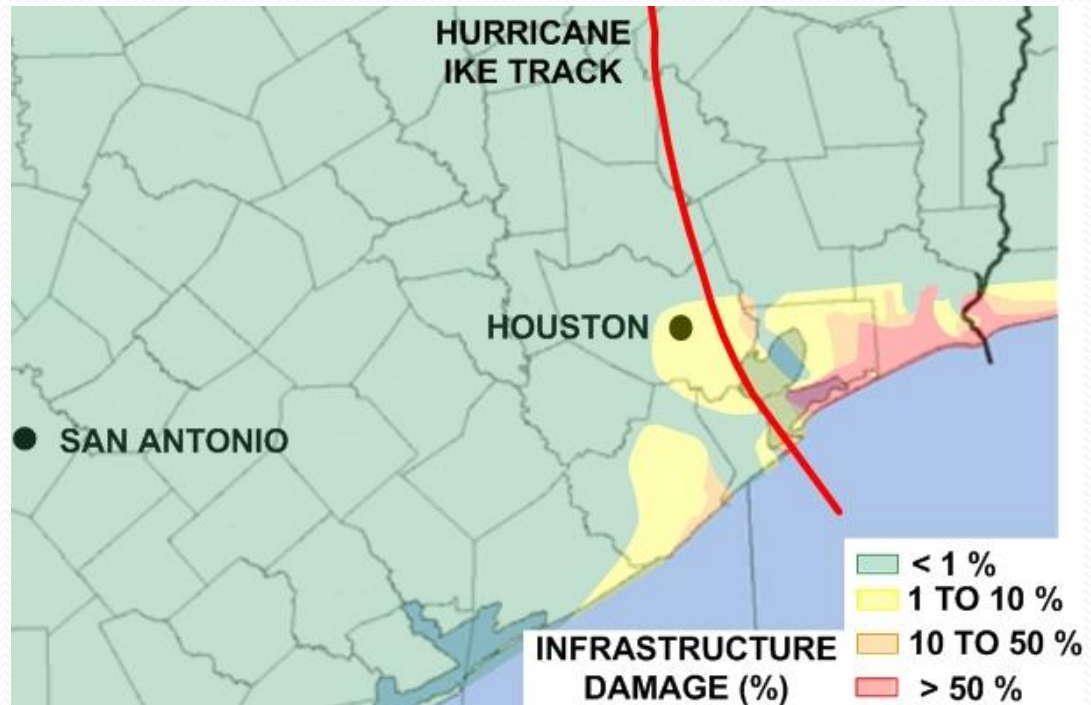 HURRICANE
IKE TRACK
HOUSTON
SAN ANTONIO
INFRASTRUCTURE
DAMAGE (%)
< 1 %
1 TO 10 %
10 TO 50 %
> 50 %